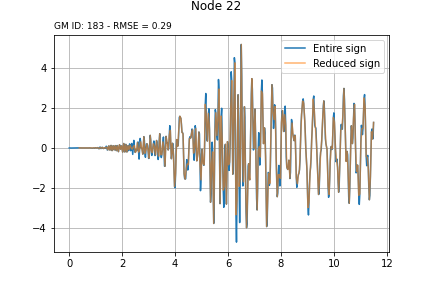 Node 22
GM ID: 183 - RMSE = 0.29
Entire sign
Reduced sign
4
2
0
−2
−4
0 2 4 6 8 10 12